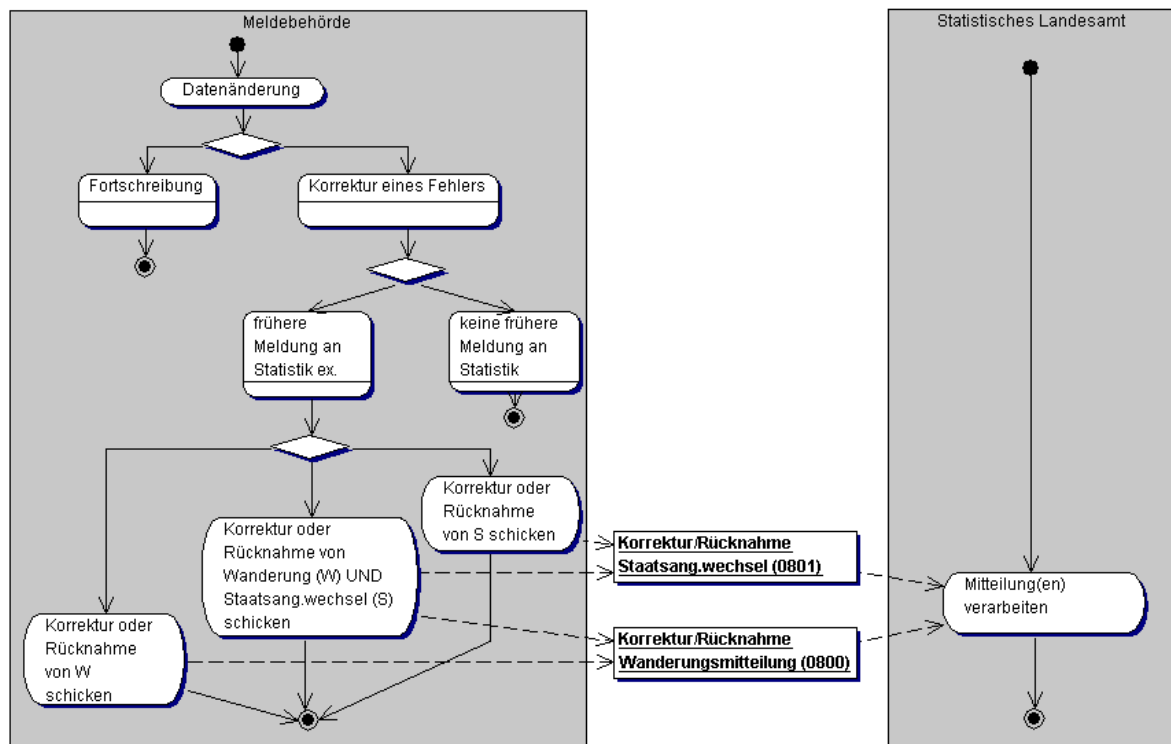 Meldebehörde
Statistisches Landesamt
Datenänderung
Fortschreibung
Korrektur eines Fehlers
frühere
Meldung an
Statistik ex.
keine frühere
Meldung an
Statistik
Korrektur oder
Rücknahme
von S schicken
Korrektur oder
Rücknahme von
Wanderung (W) UND
Staatsang.wechsel (S)
schicken
Korrektur oder
Rücknahme
von W
schicken
Korrektur/Rücknahme
Staatsang.wechsel (0801)
Korrektur/Rücknahme
Wanderungsmitteilung (0800)
Mitteilung(en)
verarbeiten